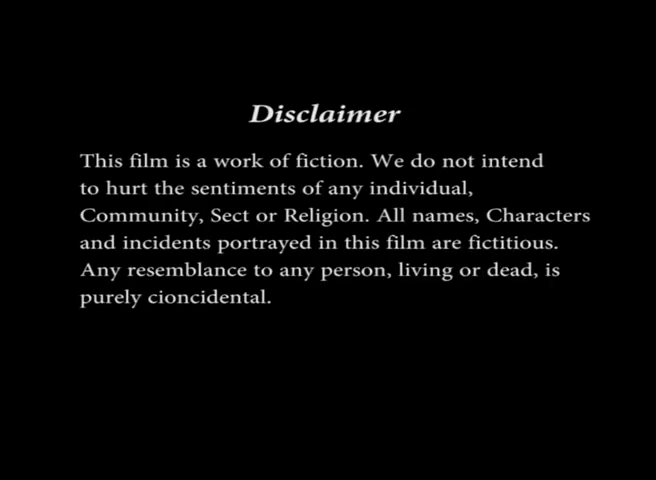 Disclaimer
This film is a work of fiction. We do not intend
to hurt the sentiments of any individual,
Community, Sect or Religion. All names, Characters
and incidents portrayed in this film are fictitious.
Any resemblance to any person, living or dead, is
purely cioncidental.